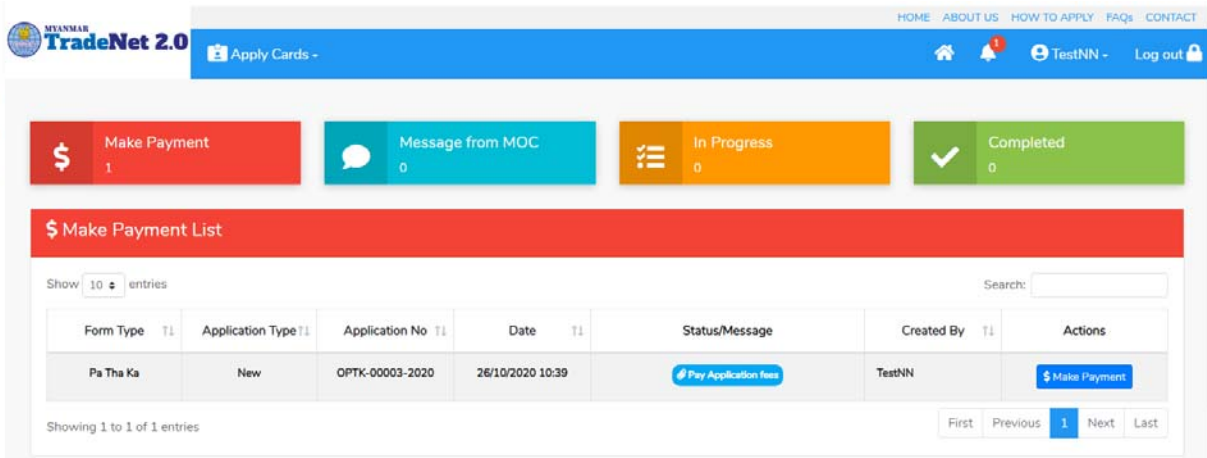 HOME ABOUT US HOW TO APPLY FAQs CONTACT
MYANMAR
TradeNet 2.0
Apply Cards
1
TestNN
Log out
Make Payment
1
Message from MOC
0
In Progress
0
Completed
0
$ Make Payment List
Show 10 entries
Search:
Form Type Application Type Application No Date Status/Message Created By Actions
Pa Tha Ka New OPTK-00003-2020 26/10/2020 10:39 Pay Application fees TestNN $ Make Payment
Showing 1 to 1 of 1 entries
First Previous 1 Next Last